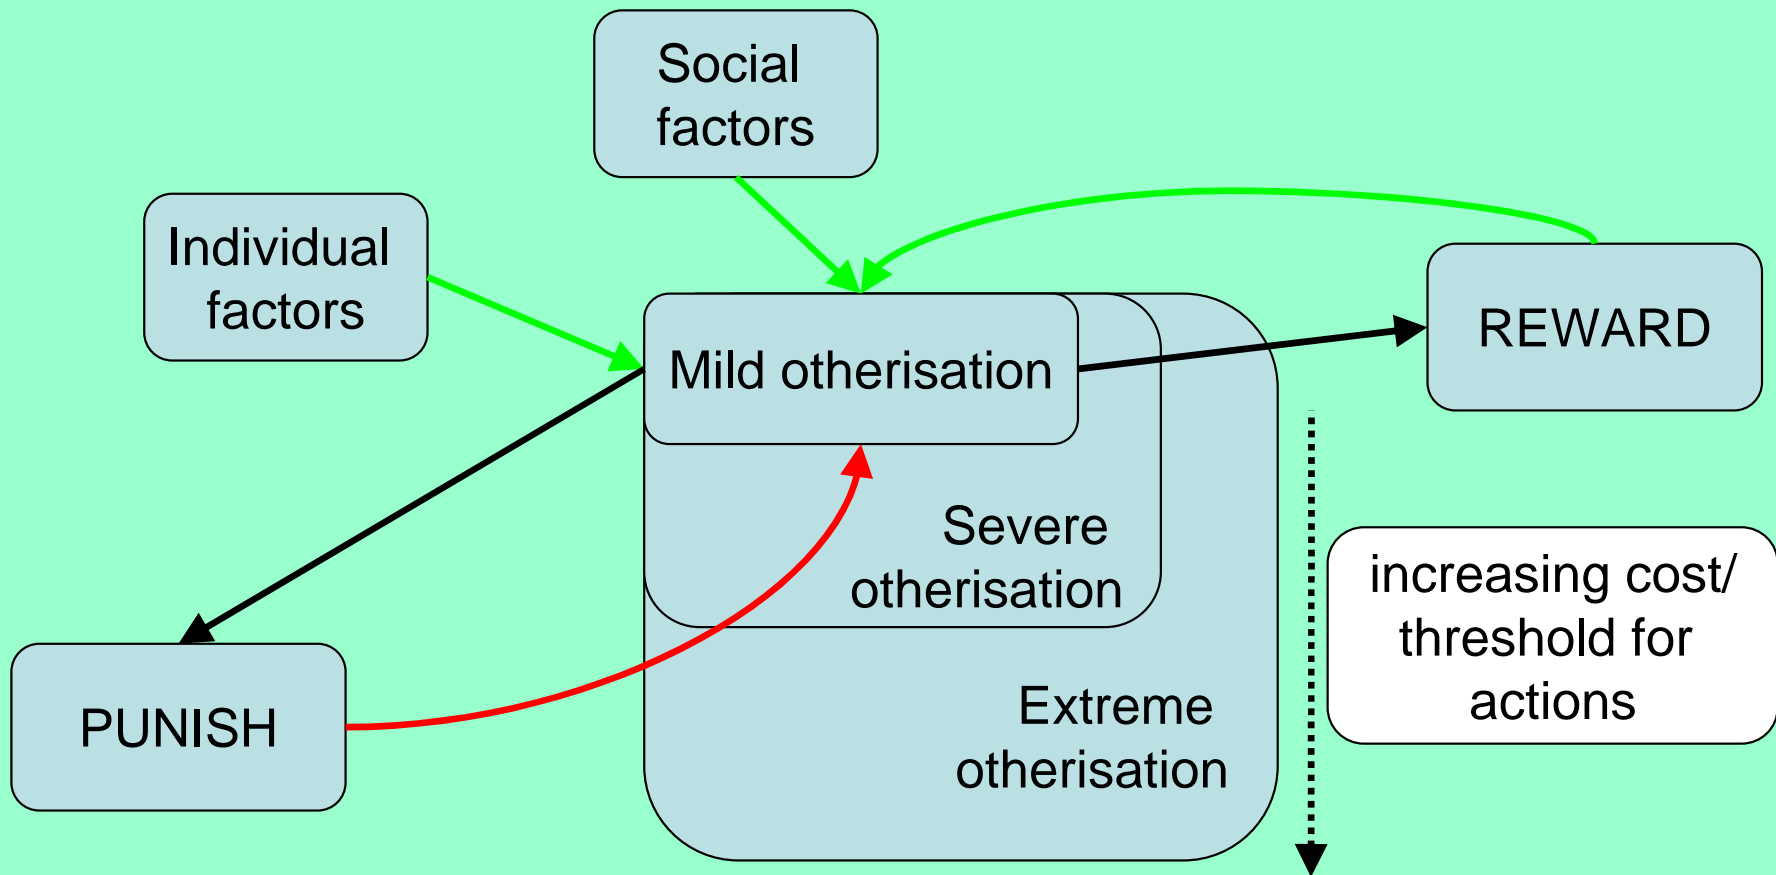 Social
factors
Individual
factors
Mild otherisation
REWARD
Severe
otherisation
increasing cost/
threshold for
actions
PUNISH
Extreme
otherisation